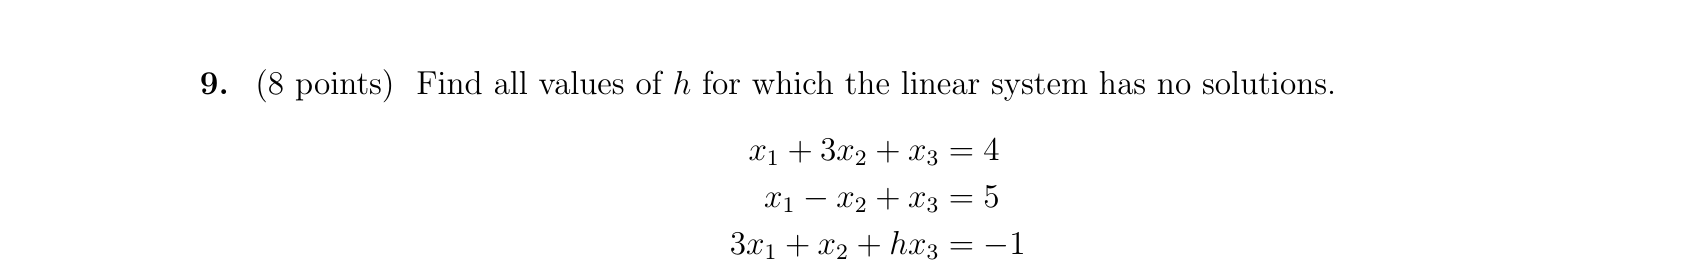 9. (8 points) Find all values of h for which the linear system has no solutions.
x₁ + 3x₂ + x₃ = 4
x₁ − x₂ + x₃ = 5
3x₁ + x₂ + hx₃ = −1